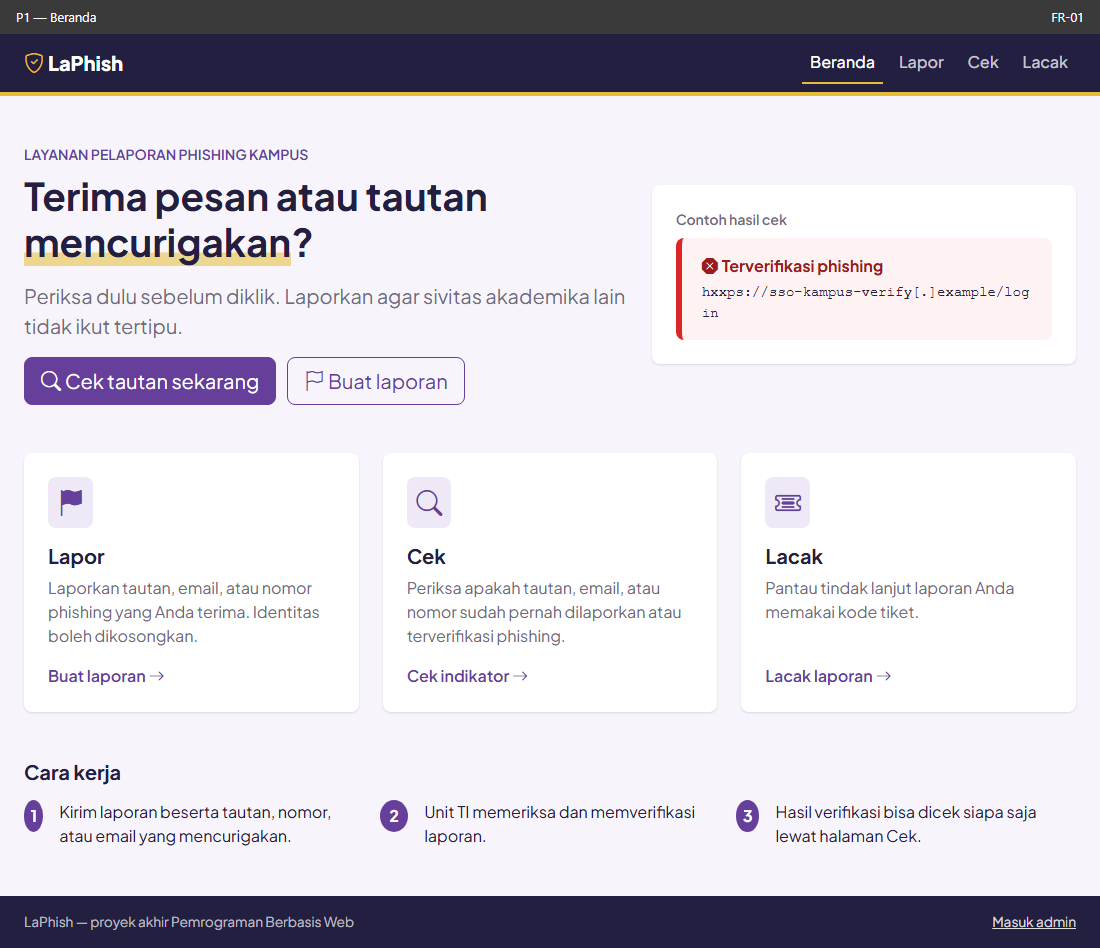 P1 — Beranda
FR-01
LaPhish
Beranda
Lapor
Cek
Lacak
LAYANAN PELAPORAN PHISHING KAMPUS
Terima pesan atau tautan
mencurigakan?
Periksa dulu sebelum diklik. Laporkan agar sivitas akademika lain
tidak ikut tertipu.
Cek tautan sekarang
Buat laporan
Contoh hasil cek
Terverifikasi phishing
hxxps://sso-kampus-verify[.]example/log
in
Lapor
Laporkan tautan, email, atau nomor
phishing yang Anda terima. Identitas
boleh dikosongkan.
Buat laporan →
Cek
Periksa apakah tautan, email, atau
nomor sudah pernah dilaporkan atau
terverifikasi phishing.
Cek indikator →
Lacak
Pantau tindak lanjut laporan Anda
memakai kode tiket.
Lacak laporan →
Cara kerja
1
Kirim laporan beserta tautan, nomor,
atau email yang mencurigakan.
2
Unit TI memeriksa dan memverifikasi
laporan.
3
Hasil verifikasi bisa dicek siapa saja
lewat halaman Cek.
LaPhish — proyek akhir Pemrograman Berbasis Web
Masuk admin